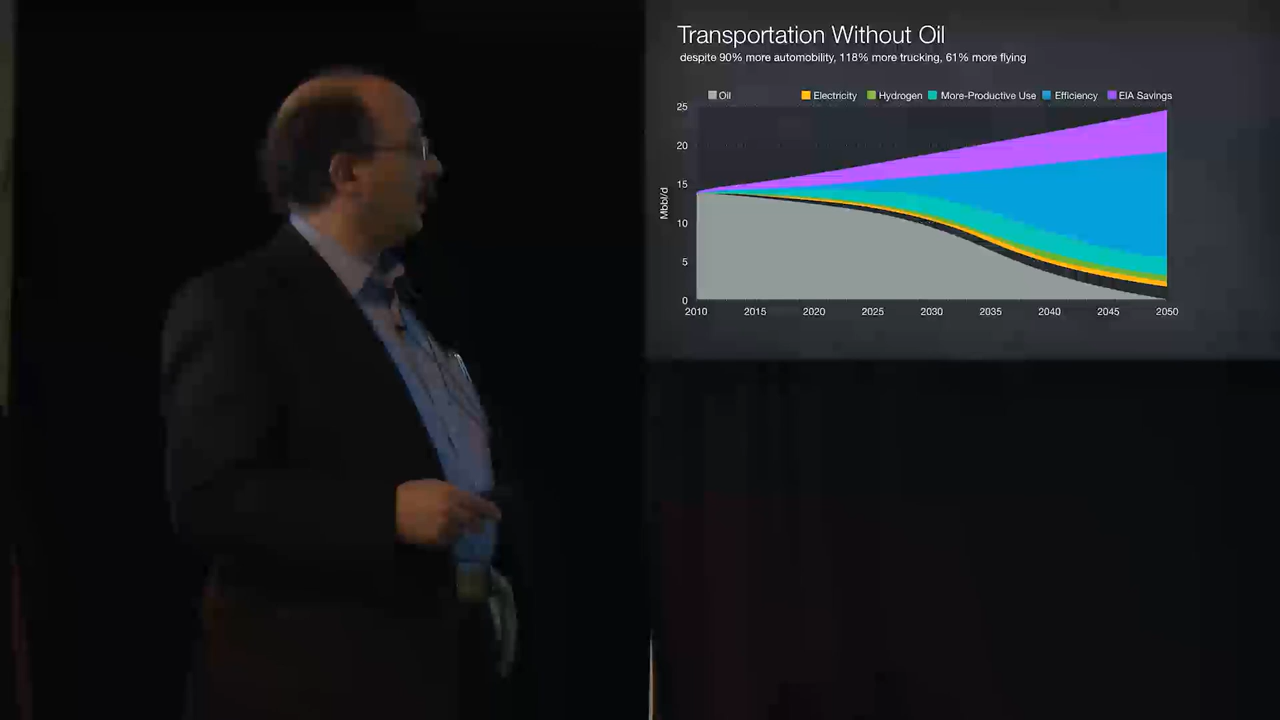 Transportation Without Oil
despite 90% more automobility, 118% more trucking, 61% more flying
Oil Electricity Hydrogen More-Productive Use Efficiency EIA Savings
25
20
15
10
5
0
Mbbl/d
2010 2015 2020 2025 2030 2035 2040 2045 2050